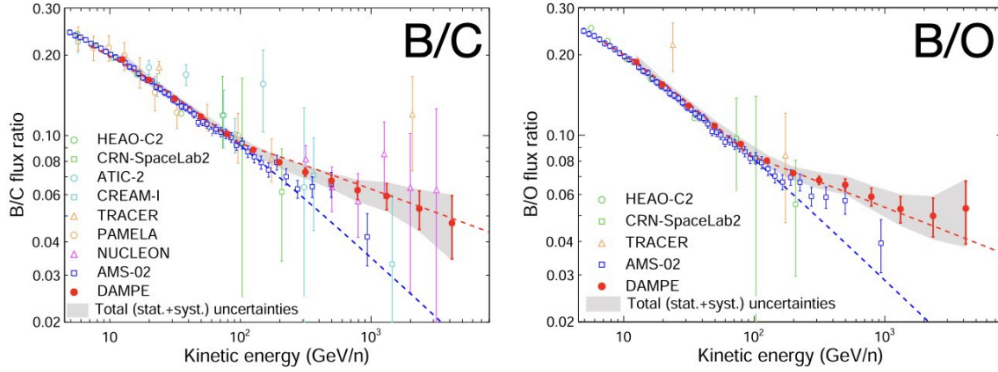 B/C
B/C flux ratio
0.30
0.20
0.10
0.08
0.06
0.04
0.03
0.02
HEAO-C2
CRN-SpaceLab2
ATIC-2
CREAM-I
TRACER
PAMELA
NUCLEON
AMS-02
DAMPE
Total (stat.+syst.) uncertainties
10 10² 10³
Kinetic energy (GeV/n)
B/O
B/O flux ratio
0.30
0.20
0.10
0.08
0.06
0.04
0.03
0.02
HEAO-C2
CRN-SpaceLab2
TRACER
AMS-02
DAMPE
Total (stat.+syst.) uncertainties
10 10² 10³
Kinetic energy (GeV/n)